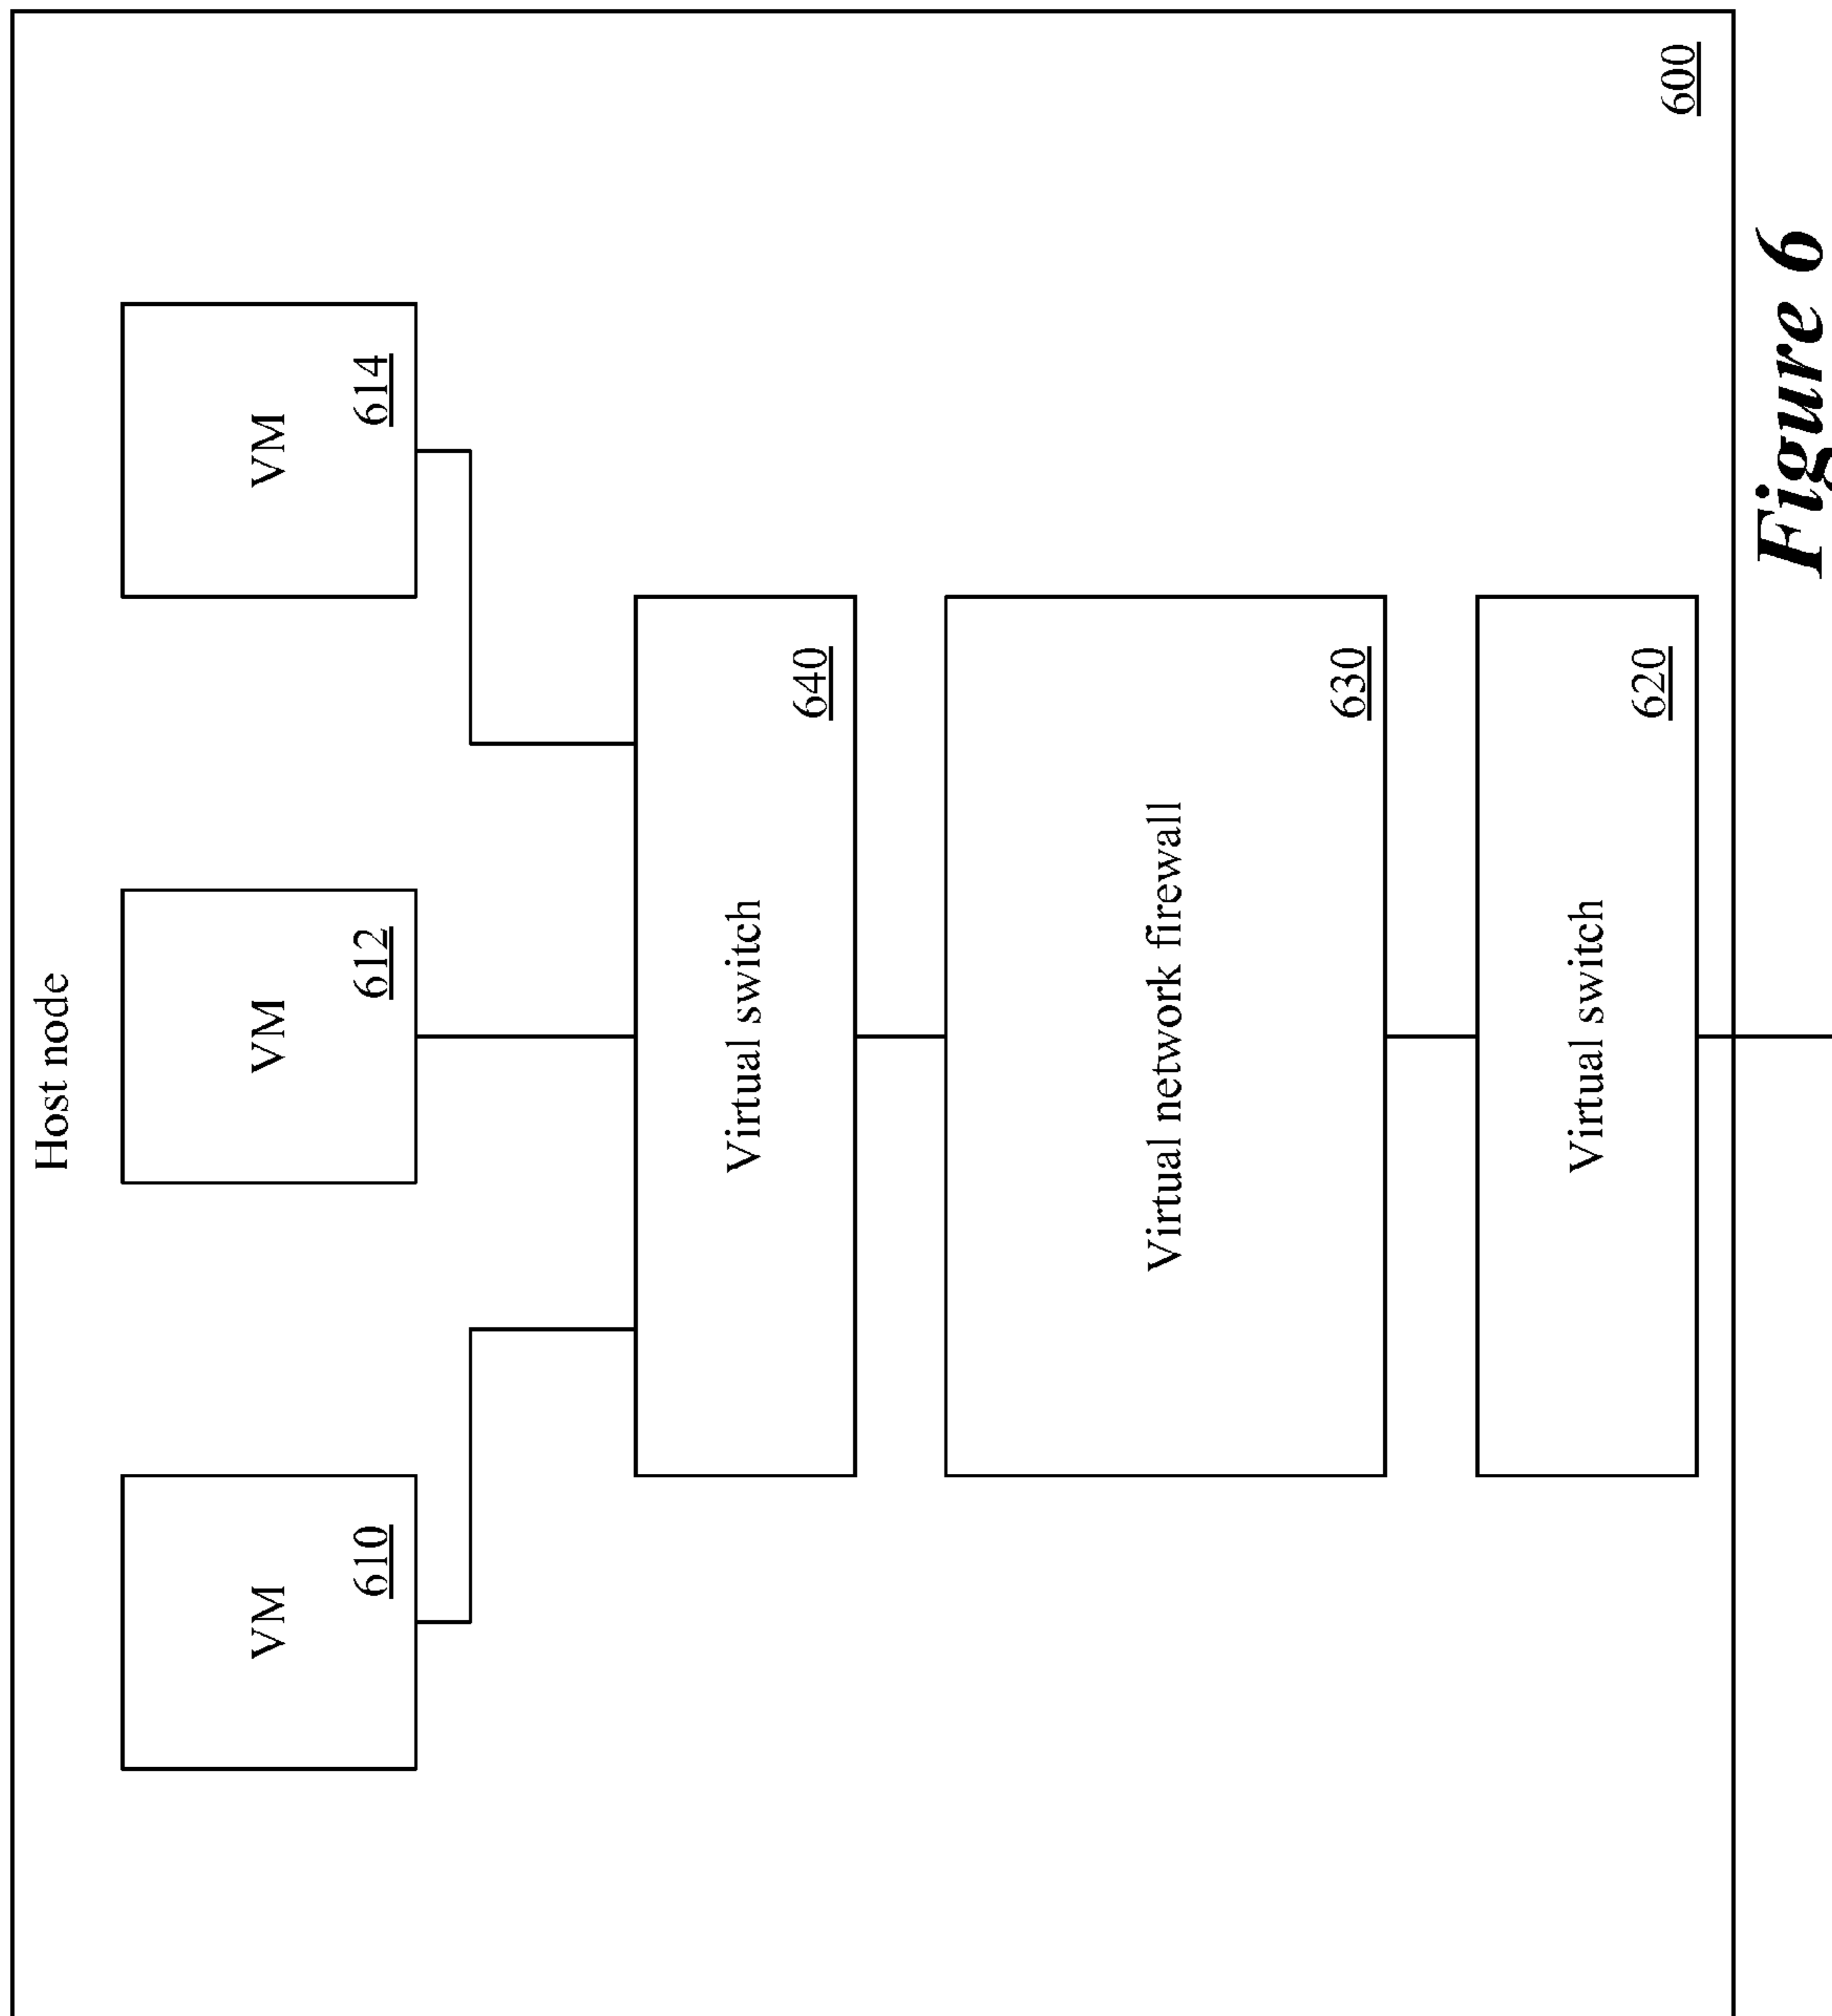 Host node
VM
610
VM
612
VM
614
Virtual switch
640
Virtual network firewall
630
Virtual switch
620
600
Figure 6